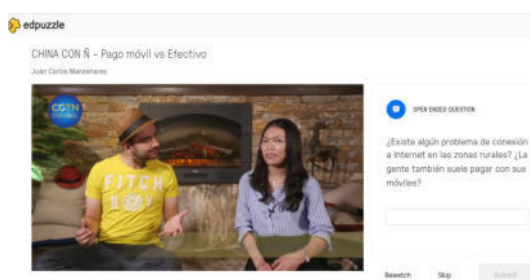 edpuzzle
CHINA CON Ñ - Pago móvil vs Efectivo
Juan Carlos Manzanares
CGTN
ESPAÑOL
FITCH
OPEN ENDED QUESTION
¿Existe algún problema de conexión
a Internet en las zonas rurales? ¿La
gente también suele pagar con sus
móviles?
Rewatch
Skip
Submit